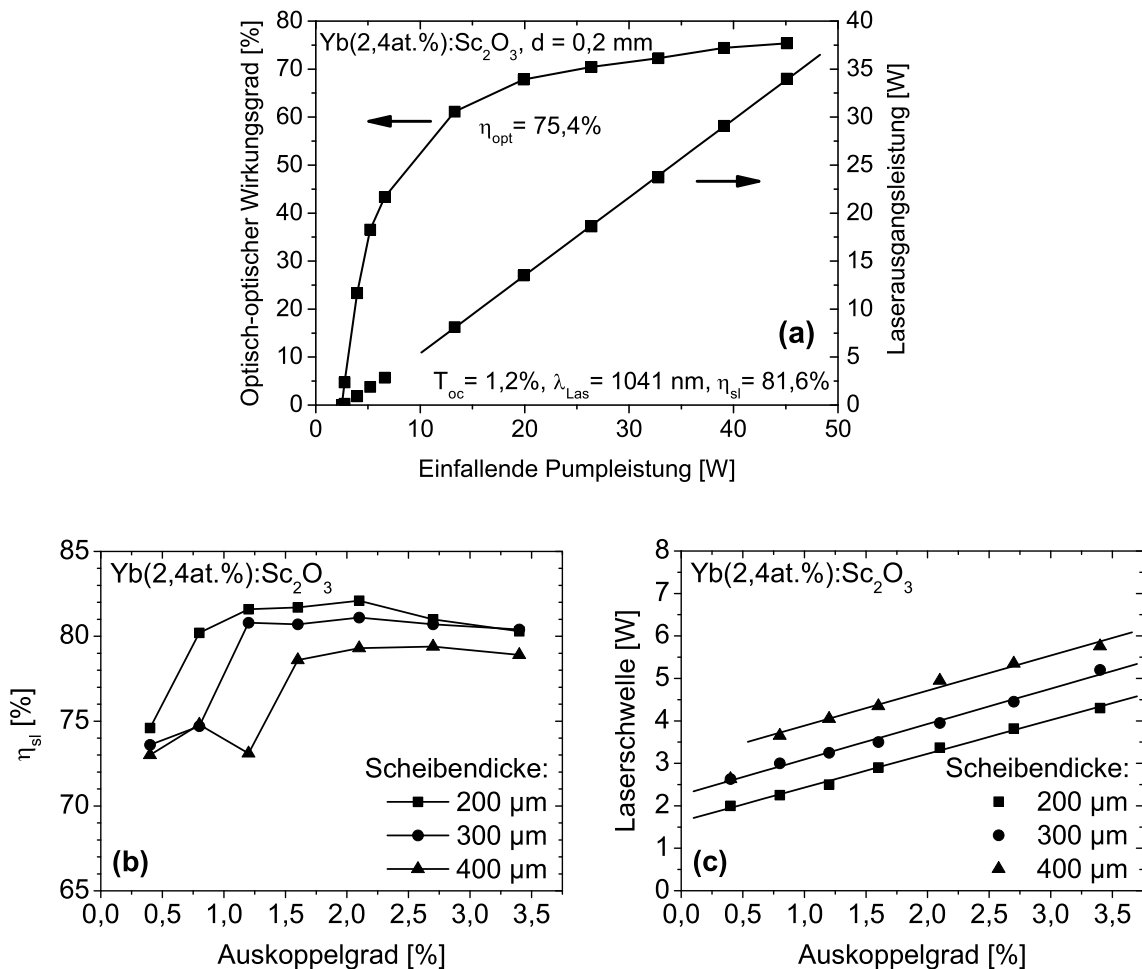 Yb(2,4at.%):Sc₂O₃, d = 0,2 mm
Optisch-optischer Wirkungsgrad [%]
80
70
60
50
40
30
20
10
0
η_opt = 75,4%
(a)
T_oc = 1,2%, λ_Las = 1041 nm, η_sl = 81,6%
40
35
30
25
20
15
10
5
0
Laserausgangsleistung [W]
0 10 20 30 40 50
Einfallende Pumpleistung [W]
Yb(2,4at.%):Sc₂O₃
η_sl [%]
85
80
75
70
65
Scheibendicke:
200 µm
300 µm
400 µm
(b)
0,0 0,5 1,0 1,5 2,0 2,5 3,0 3,5
Auskoppelgrad [%]
Yb(2,4at.%):Sc₂O₃
Laserschwelle [W]
8
7
6
5
4
3
2
1
0
Scheibendicke:
200 µm
300 µm
400 µm
(c)
0,0 0,5 1,0 1,5 2,0 2,5 3,0 3,5
Auskoppelgrad [%]